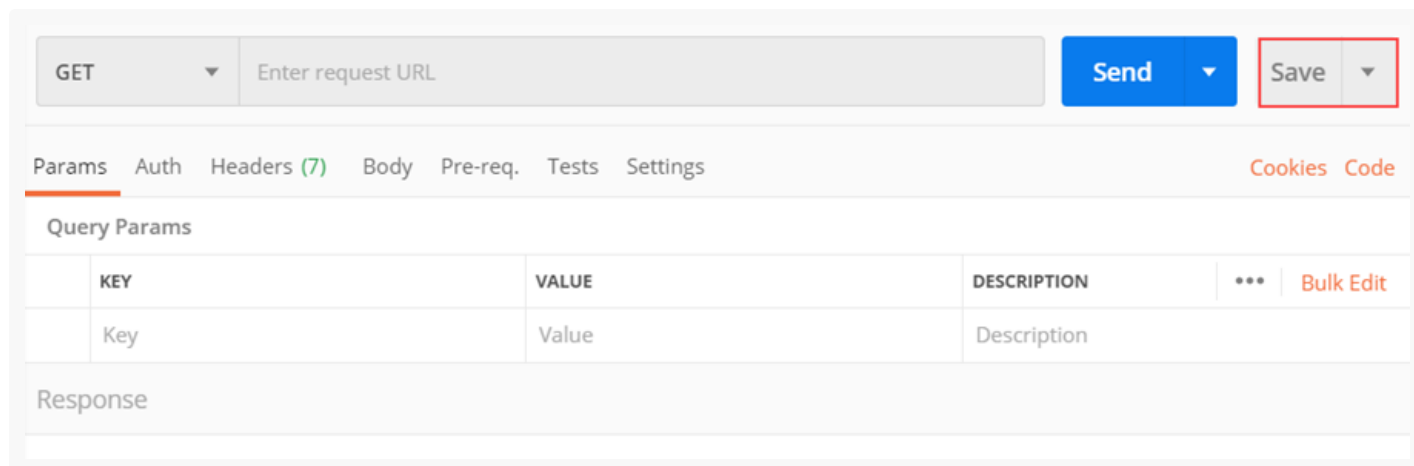 GET Enter request URL Send Save
Params Auth Headers (7) Body Pre-req. Tests Settings Cookies Code
Query Params
KEY VALUE DESCRIPTION ••• Bulk Edit
Key Value Description
Response